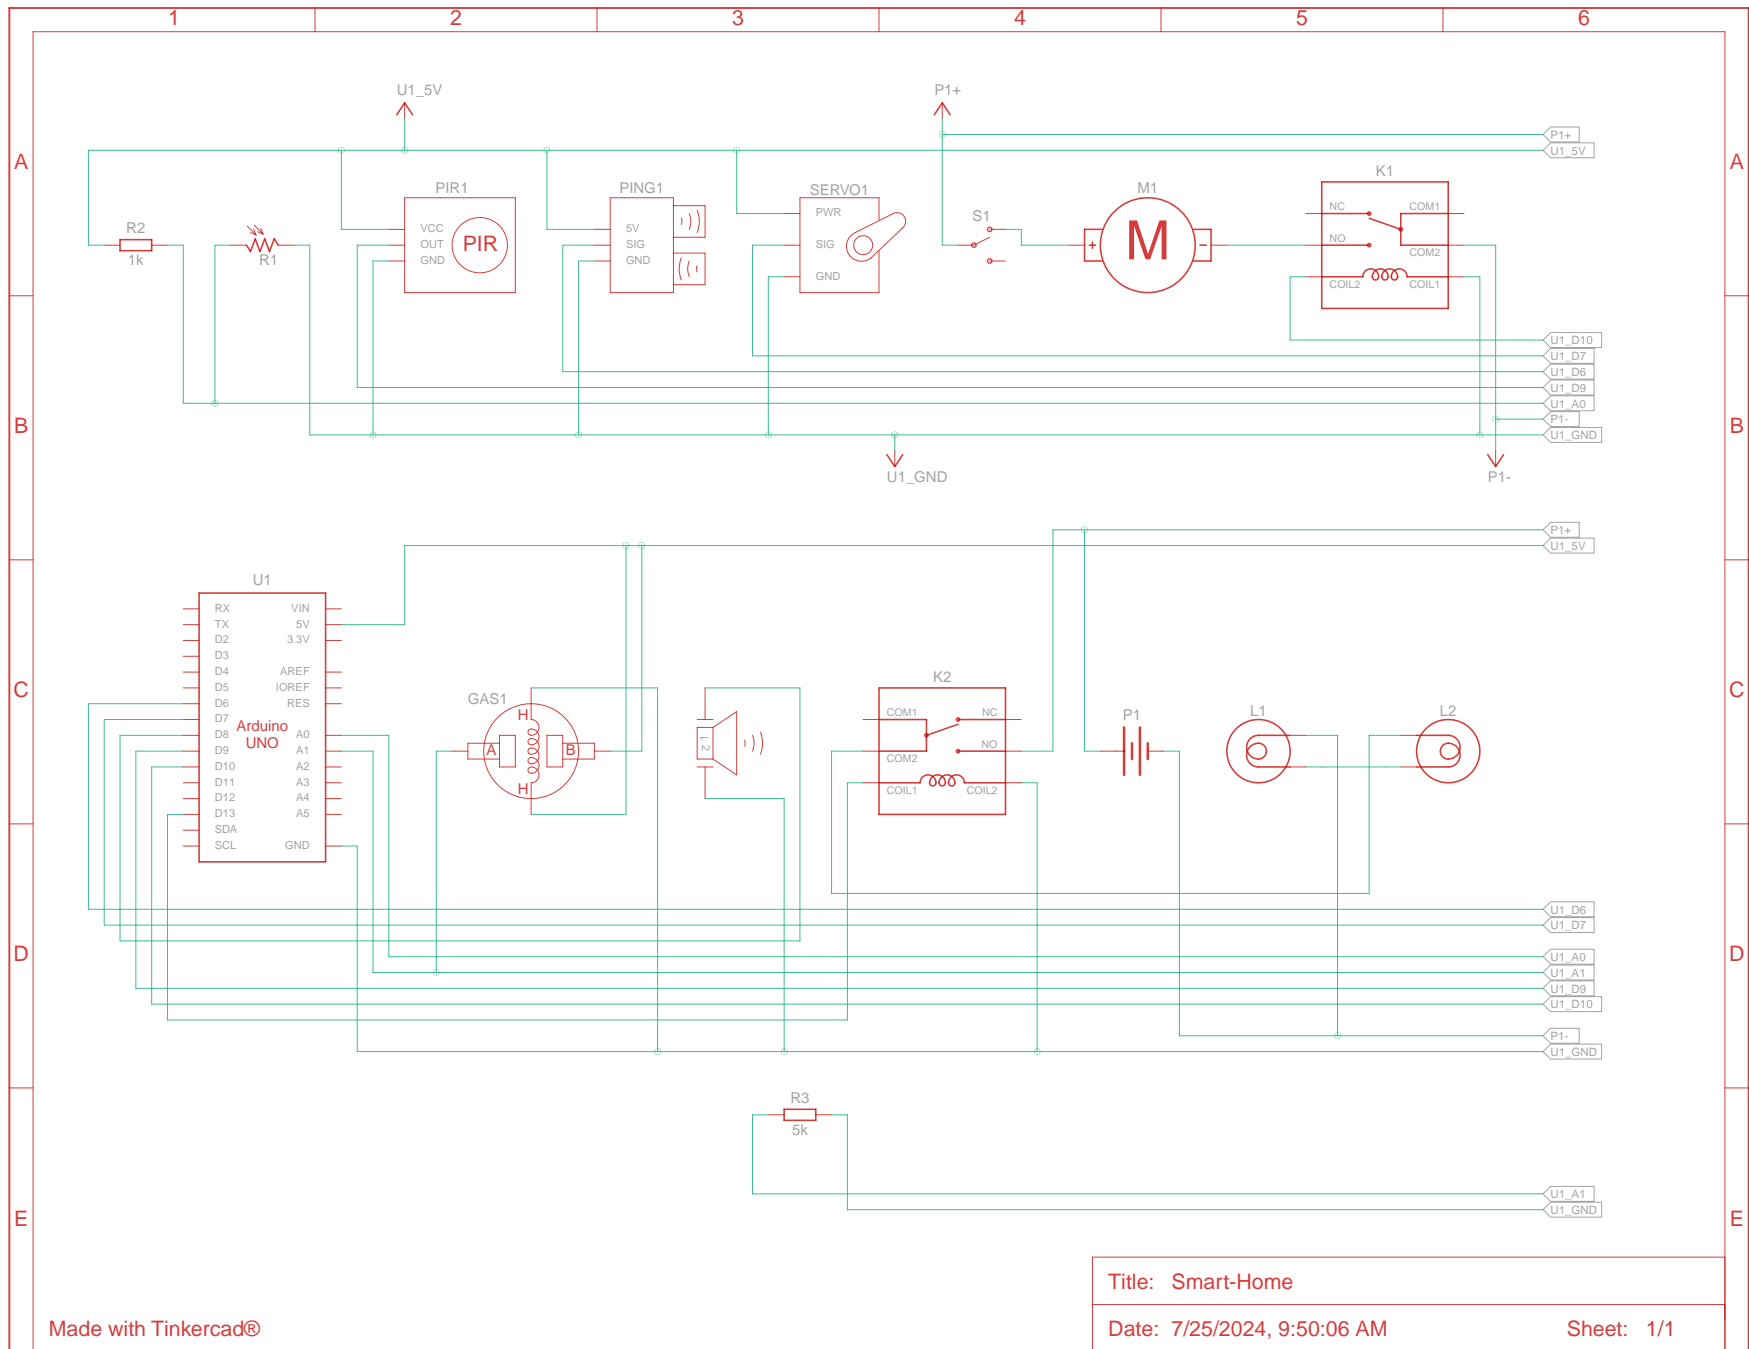 1 2 3 4 5 6
A A
B B
C C
D D
E E
U1_5V
P1+
P1+
U1_5V
R2
1k
R1
PIR1
VCC
OUT
GND
PIR
PING1
5V
SIG
GND
SERVO1
PWR
SIG
GND
S1
M1
+ M -
K1
NC COM1
NO
COM2
COIL2 COIL1
U1_D10
U1_D7
U1_D6
U1_D9
U1_A0
P1-
U1_GND
U1_GND
P1-
P1+
U1_5V
U1
RX VIN
TX 5V
D2 3.3V
D3
D4 AREF
D5 IOREF
D6 RES
D7
Arduino
UNO
D8 A0
D9 A1
D10 A2
D11 A3
D12 A4
D13 A5
SDA
SCL GND
GAS1
H
A B
H
1 2
K2
COM1 NC
NO
COM2
COIL1 COIL2
P1
L1
L2
U1_D6
U1_D7
U1_A0
U1_A1
U1_D9
U1_D10
P1-
U1_GND
R3
5k
U1_A1
U1_GND
Title: Smart-Home
Date: 7/25/2024, 9:50:06 AM Sheet: 1/1
Made with Tinkercad®